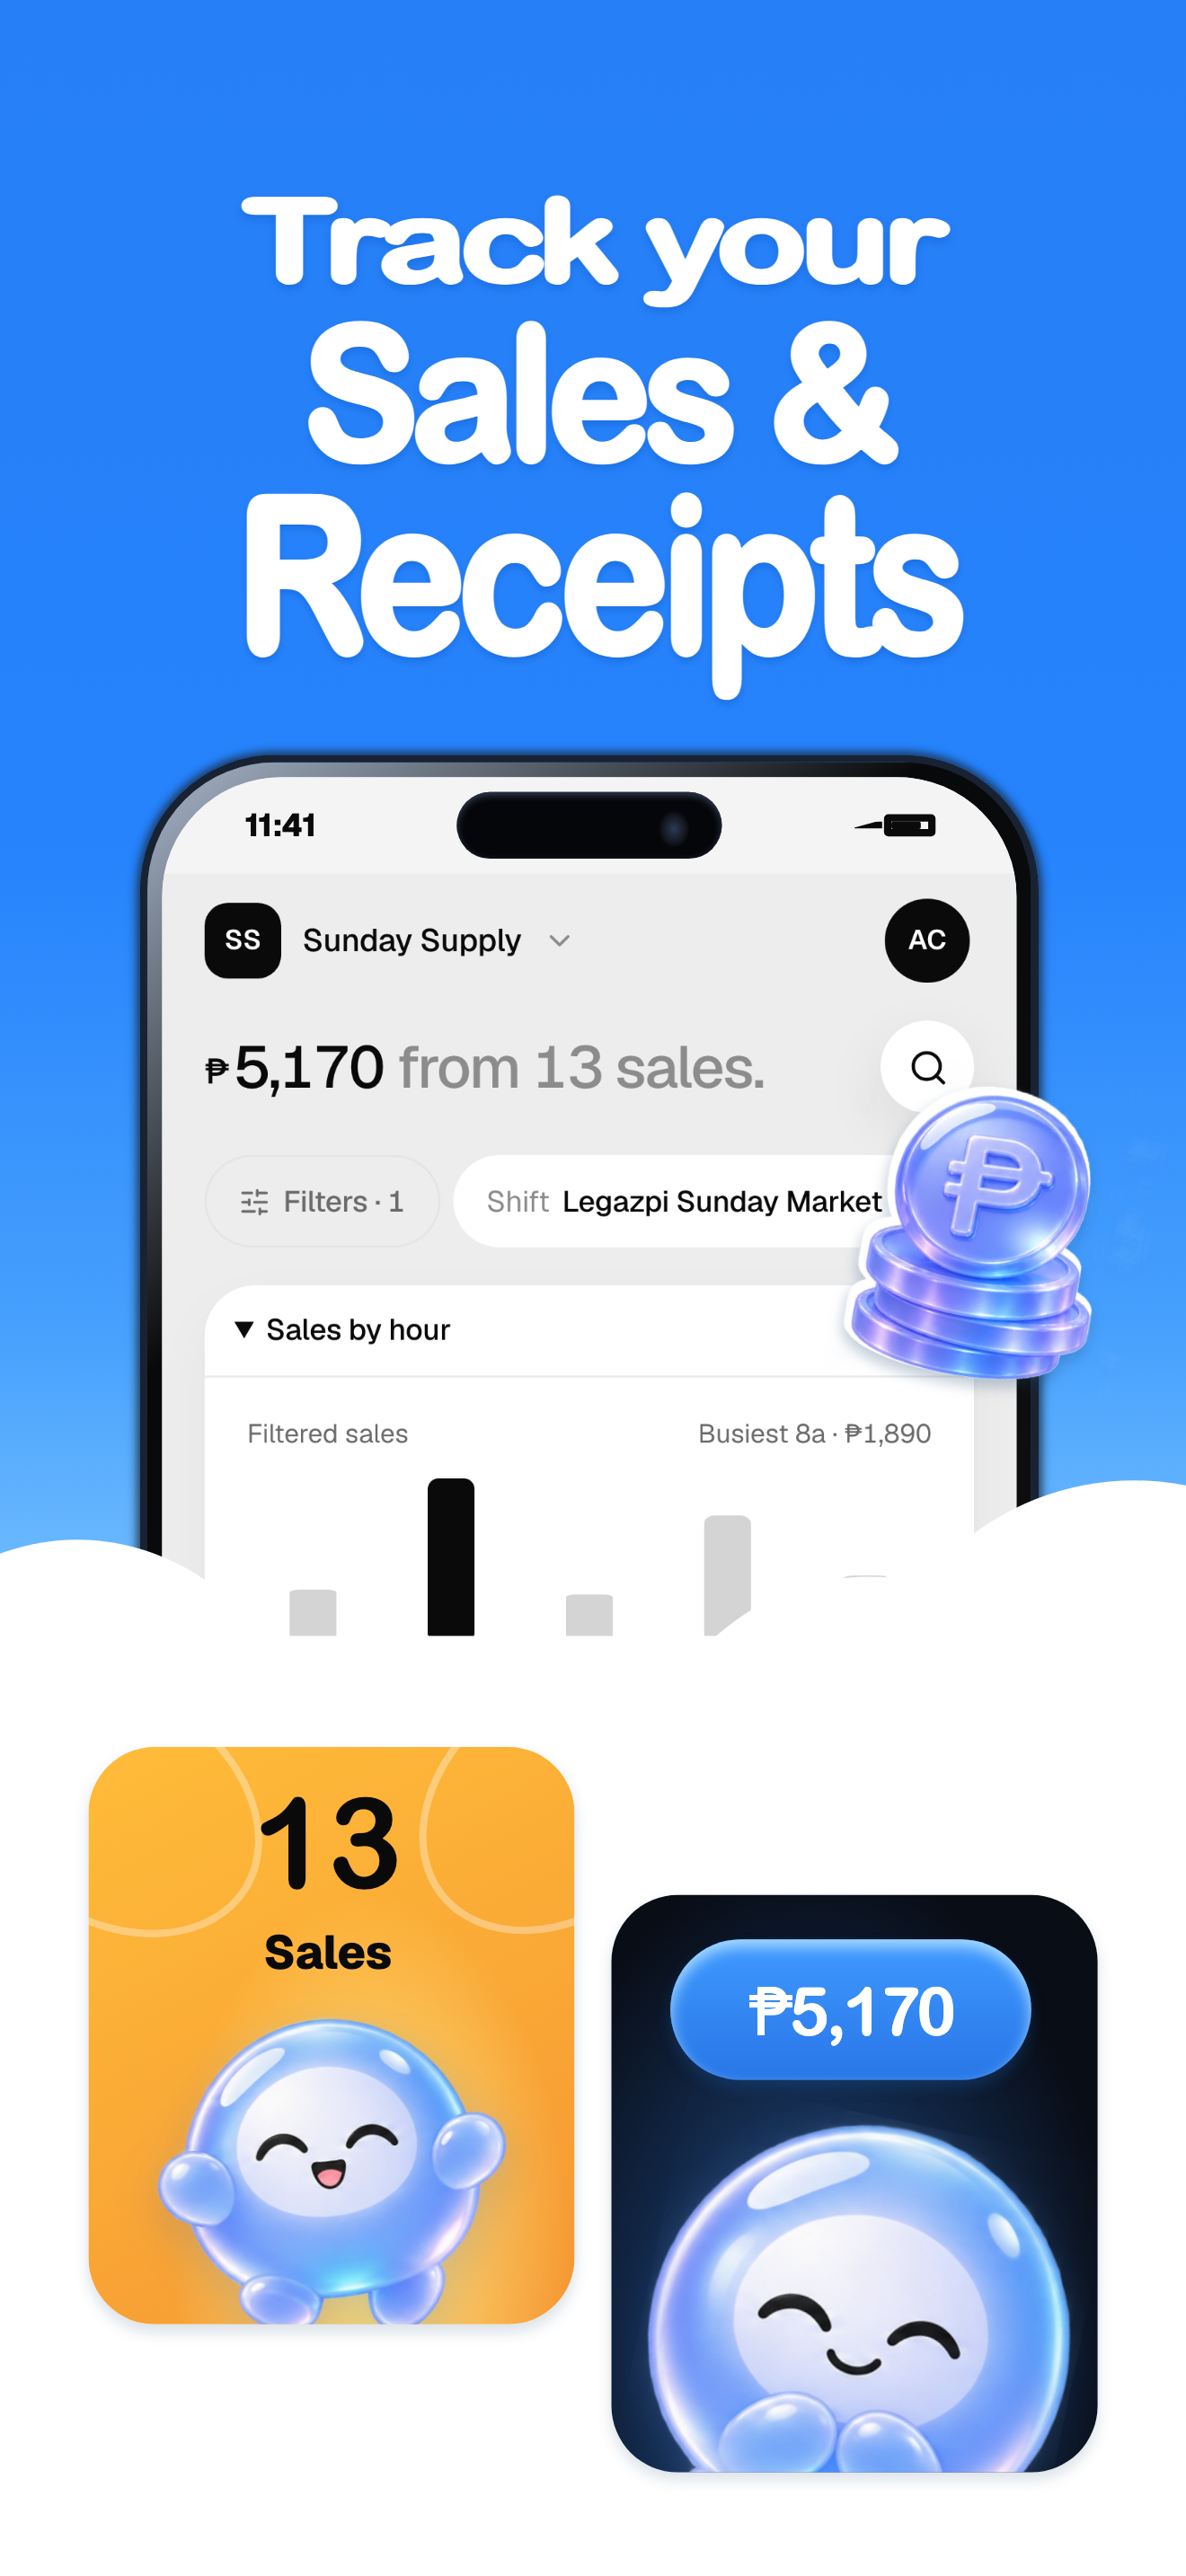 Track your
Sales &
Receipts
11:41
SS Sunday Supply AC
₱5,170 from 13 sales.
Filters · 1 Shift Legazpi Sunday Market
Sales by hour
Filtered sales Busiest 8a · ₱1,890
₱
13
Sales
₱5,170